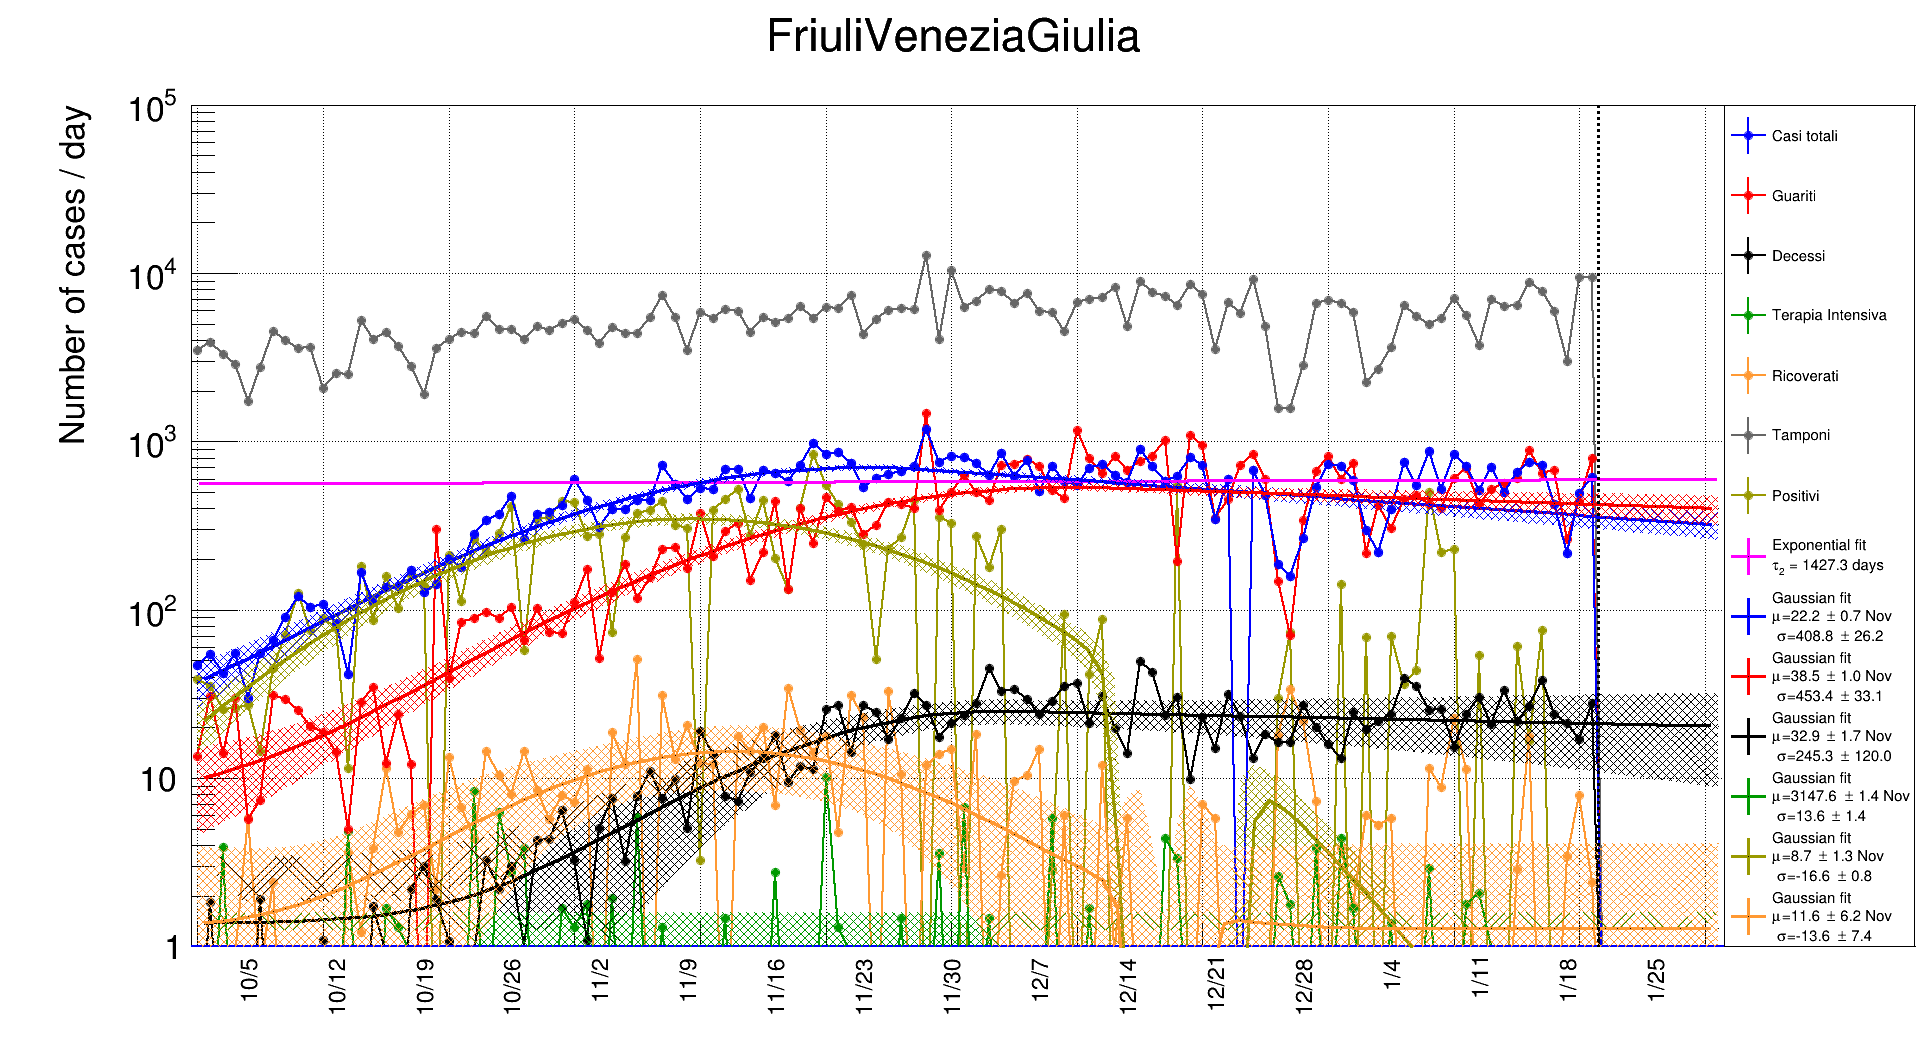 FriuliVeneziaGiulia
Number of cases / day
10^5
10^4
10^3
10^2
10
1
10/5
10/12
10/19
10/26
11/2
11/9
11/16
11/23
11/30
12/7
12/14
12/21
12/28
1/4
1/11
1/18
1/25
Casi totali
Guariti
Decessi
Terapia Intensiva
Ricoverati
Tamponi
Positivi
Exponential fit
τ₂ = 1427.3 days
Gaussian fit
μ=22.2 ± 0.7 Nov
σ=408.8 ± 26.2
Gaussian fit
μ=38.5 ± 1.0 Nov
σ=453.4 ± 33.1
Gaussian fit
μ=32.9 ± 1.7 Nov
σ=245.3 ± 120.0
Gaussian fit
μ=3147.6 ± 1.4 Nov
σ=13.6 ± 1.4
Gaussian fit
μ=8.7 ± 1.3 Nov
σ=-16.6 ± 0.8
Gaussian fit
μ=11.6 ± 6.2 Nov
σ=-13.6 ± 7.4